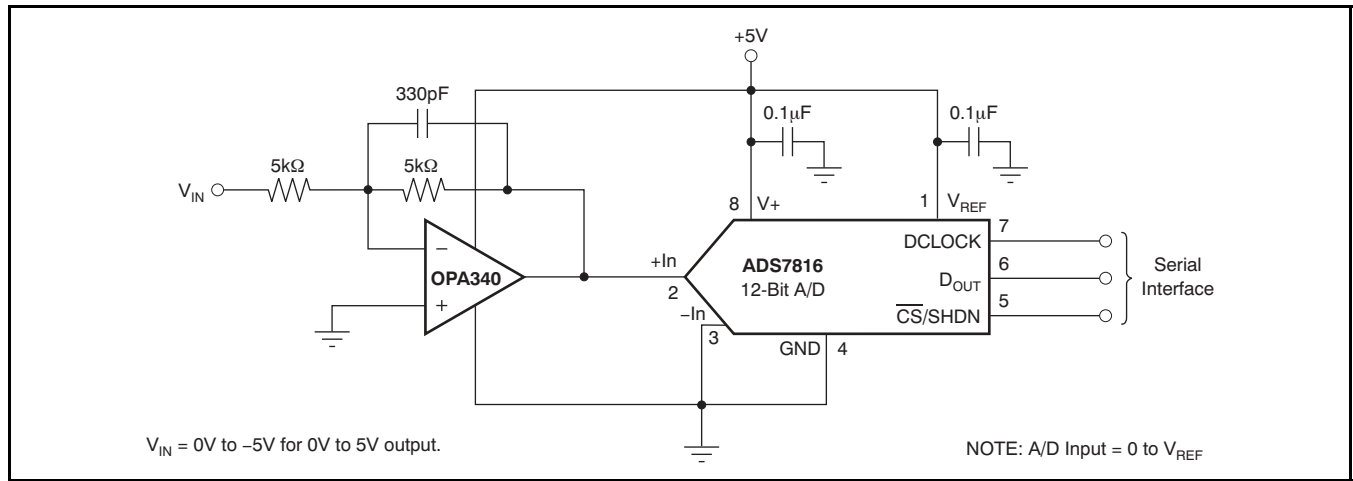 +5V
330pF
0.1μF
0.1μF
5kΩ
5kΩ
V_IN
8
V+
1
V_REF
7
DCLOCK
−
+
OPA340
+In
2
−In
3
ADS7816
12-Bit A/D
6
D_OUT
5
C̅S̅/SHDN
Serial
Interface
GND
4
V_IN = 0V to −5V for 0V to 5V output.
NOTE: A/D Input = 0 to V_REF